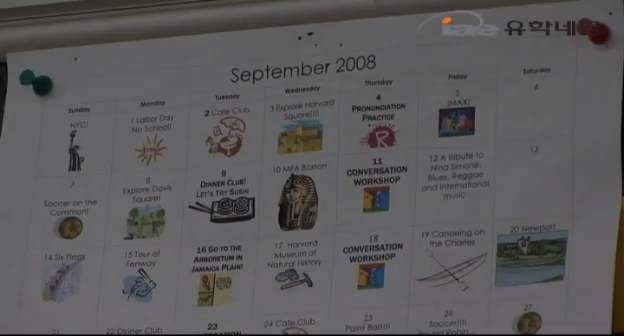 iae 유학네
September 2008
Sunday Monday Tuesday Wednesday Thursday Friday Saturday
NYC!
1 Labor Day
No School!
2 Cafe Club
3 Explore Harvard
Square!!!
4
PRONUNCIATION
PRACTICE
R
5
IMAX!
6
7
Soccer on the
Common!
8
Explore Davis
Square!
9
DINNER CLUB!
LET'S TRY SUSHI
10 MFA Boston
11
CONVERSATION
WORKSHOP
12 A Tribute to
Nina Simone,
Blues, Reggae
and International
music
13
14 Six Flags
15 Tour of
Fenway
16 GO TO THE
ARBORETUM IN
JAMAICA PLAIN!
17 Harvard
Museum of
Natural History
18
CONVERSATION
WORKSHOP
19 Canoeing on
the Charles
20 Newport
21
22 Dinner Club
23
24 Cafe Club
25
Paint Ball!!!
26
Soccer!!!
27